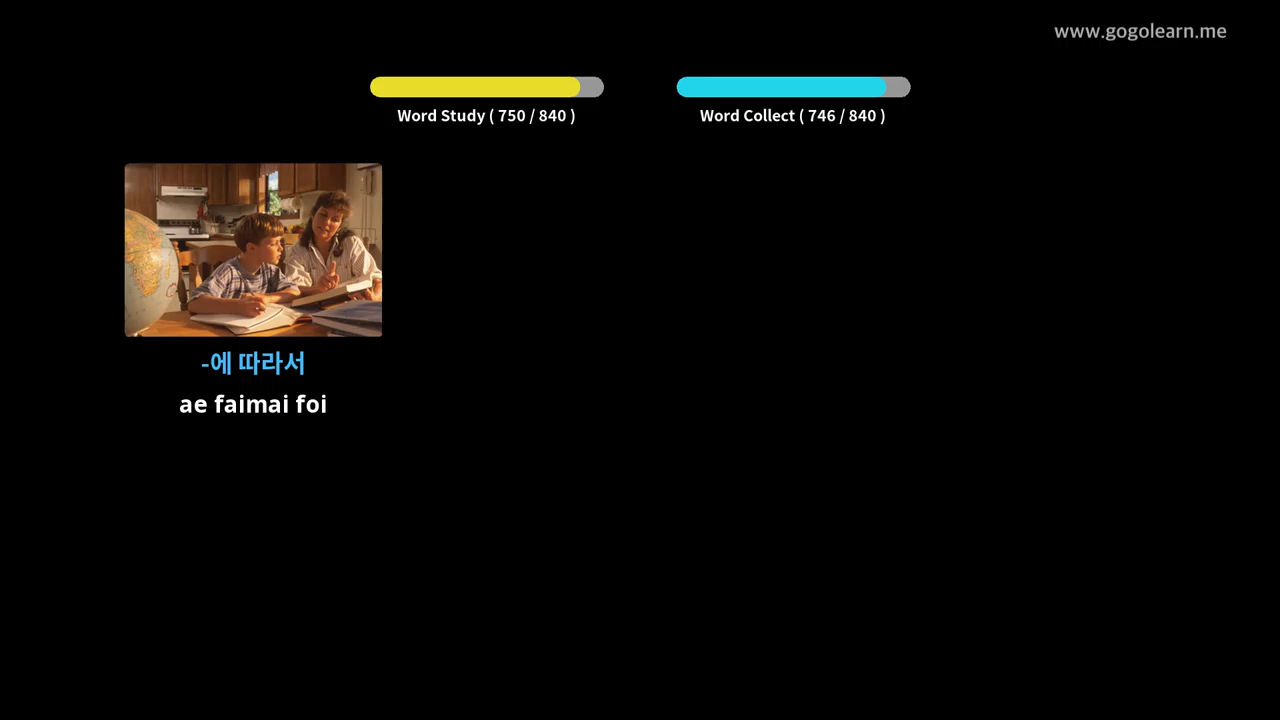 www.gogolearn.me
Word Study ( 750 / 840 )
Word Collect ( 746 / 840 )
-에 따라서
ae faimai foi